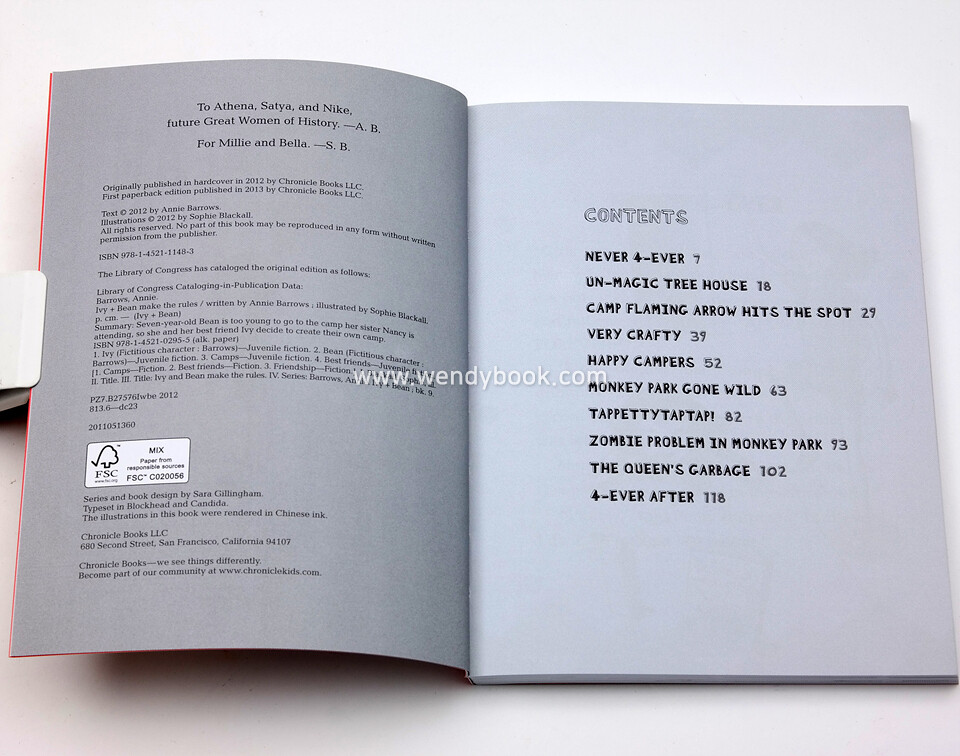 To Athena, Satya, and Nike,
future Great Women of History. —A. B.
For Millie and Bella. —S. B.
Originally published in hardcover in 2012 by Chronicle Books LLC.
First paperback edition published in 2013 by Chronicle Books LLC.
Text © 2012 by Annie Barrows.
Illustrations © 2012 by Sophie Blackall.
All rights reserved. No part of this book may be reproduced in any form without written
permission from the publisher.
ISBN 978-1-4521-1148-3
The Library of Congress has cataloged the original edition as follows:
Library of Congress Cataloging-in-Publication Data:
Barrows, Annie.
Ivy + Bean make the rules / written by Annie Barrows ; illustrated by Sophie Blackall.
p. cm. — (Ivy + Bean)
Summary: Seven-year-old Bean is too young to go to the camp her sister Nancy is
attending, so she and her best friend Ivy decide to create their own camp.
ISBN 978-1-4521-0295-5 (alk. paper)
1. Ivy (Fictitious character : Barrows)—Juvenile fiction. 2. Bean (Fictitious character :
Barrows)—Juvenile fiction. 3. Camps—Juvenile fiction. 4. Best friends—Juvenile
[1. Camps—Fiction. 2. Best friends—Fiction. 3. Friendship—Fiction.
II. Title. III. Title: Ivy and Bean make the rules. IV. Series: Barrows, Ivy + Bean ; bk. 9.
PZ7.B27576Iwbe 2012
813.6—dc23
2011051360
FSC
www.fsc.org
MIX
Paper from
responsible sources
FSC™ C020056
Series and book design by Sara Gillingham.
Typeset in Blockhead and Candida.
The illustrations in this book were rendered in Chinese ink.
Chronicle Books LLC
680 Second Street, San Francisco, California 94107
Chronicle Books—we see things differently.
Become part of our community at www.chroniclekids.com.
www.wendybook.com
CONTENTS
NEVER 4-EVER 7
UN-MAGIC TREE HOUSE 18
CAMP FLAMING ARROW HITS THE SPOT 29
VERY CRAFTY 39
HAPPY CAMPERS 52
MONKEY PARK GONE WILD 63
TAPPETTYTAPTAP! 82
ZOMBIE PROBLEM IN MONKEY PARK 93
THE QUEEN'S GARBAGE 102
4-EVER AFTER 118